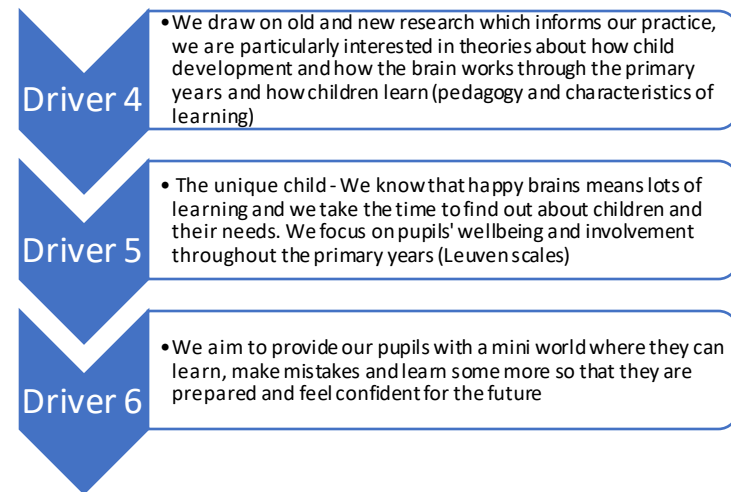 Driver 4
•We draw on old and new research which informs our practice,
we are particularly interested in theories about how child
development and how the brain works through the primary
years and how children learn (pedagogy and characteristics of
learning)
Driver 5
• The unique child - We know that happy brains means lots of
learning and we take the time to find out about children and
their needs. We focus on pupils' wellbeing and involvement
throughout the primary years (Leuven scales)
Driver 6
•We aim to provide our pupils with a mini world where they can
learn, make mistakes and learn some more so that they are
prepared and feel confident for the future